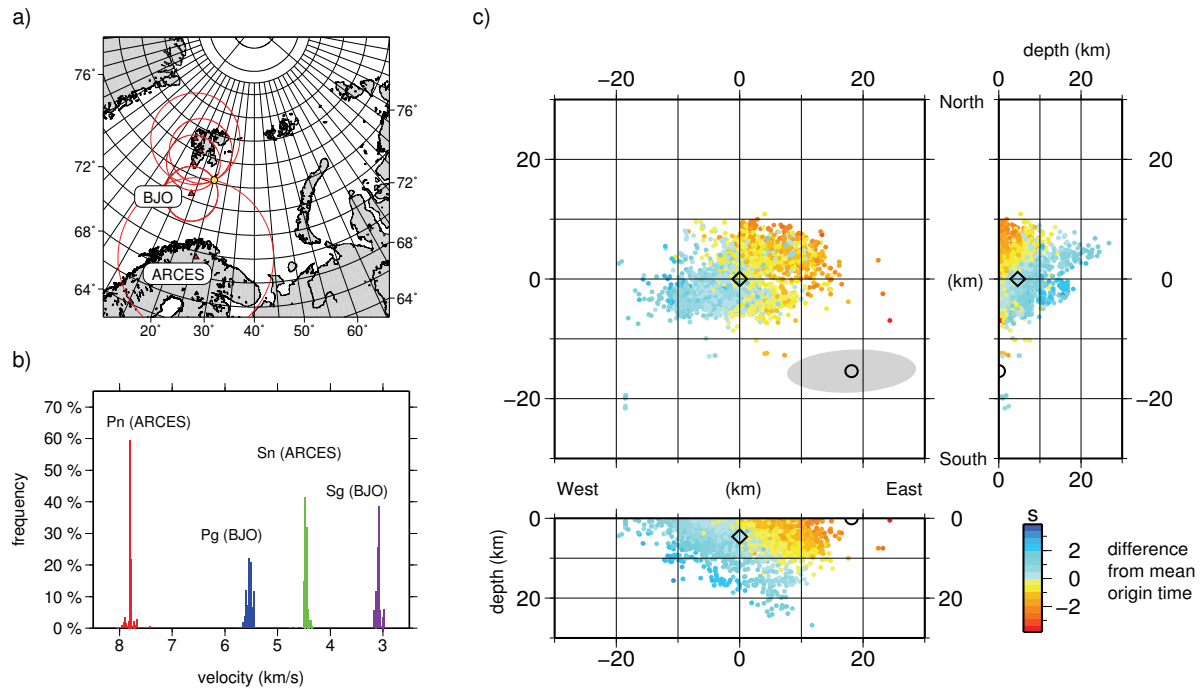 a)
76°
72°
68°
64°
76°
72°
68°
64°
20°
30°
40°
50°
60°
BJO
ARCES
b)
70 %
60 %
50 %
40 %
30 %
20 %
10 %
0 %
frequency
Pn (ARCES)
Sn (ARCES)
Sg (BJO)
Pg (BJO)
8 7 6 5 4 3
velocity (km/s)
c)
depth (km)
−20 0 20
0 20
North
20
0
−20
(km)
South
20
0
−20
0 20
West (km) East
0
20
depth (km)
0
20
−20 0 20
s
2
0
−2
difference
from mean
origin time